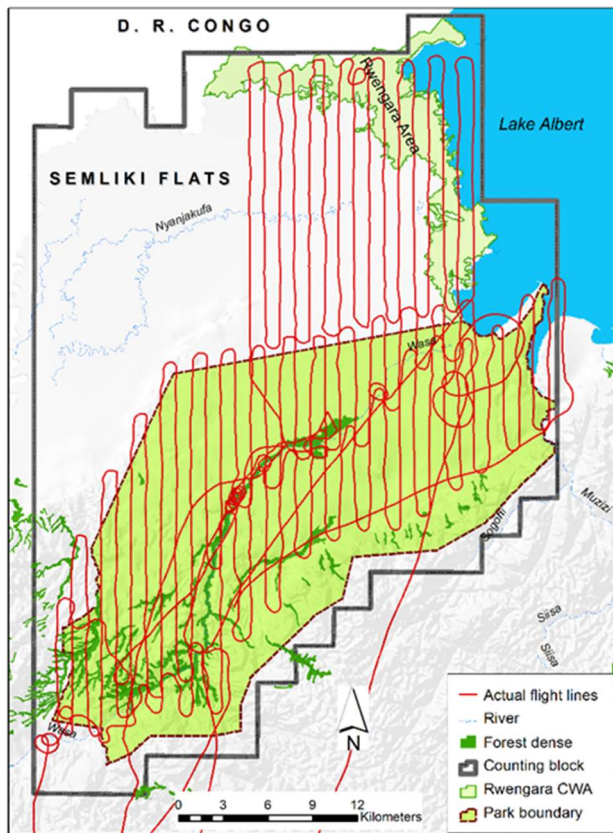 D. R. CONGO
Rwengara Area
Lake Albert
SEMLIKI FLATS
Nyanjakufa
Wasa
Muzizi
Sogohi
Siisa
Siisa
Wasa
N
Actual flight lines
River
Forest dense
Counting block
Rwengara CWA
Park boundary
0 3 6 9 12
Kilometers